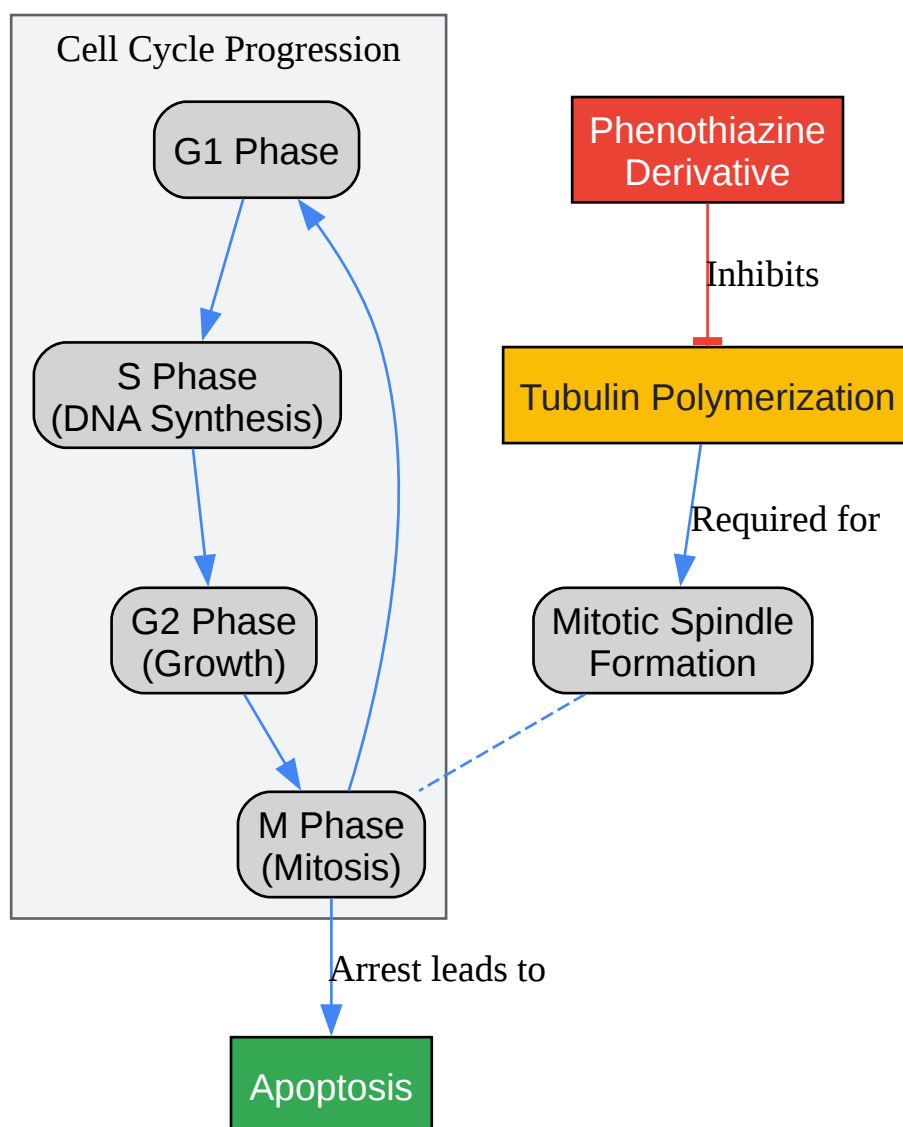 Cell Cycle Progression
G1 Phase
S Phase
(DNA Synthesis)
G2 Phase
(Growth)
M Phase
(Mitosis)
Arrest leads to
Apoptosis
Phenothiazine
Derivative
Inhibits
Tubulin Polymerization
Required for
Mitotic Spindle
Formation